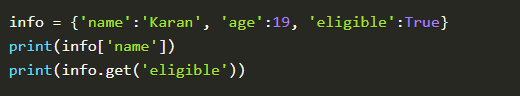 info = {'name':'Karan', 'age':19, 'eligible':True}
print(info['name'])
print(info.get('eligible'))